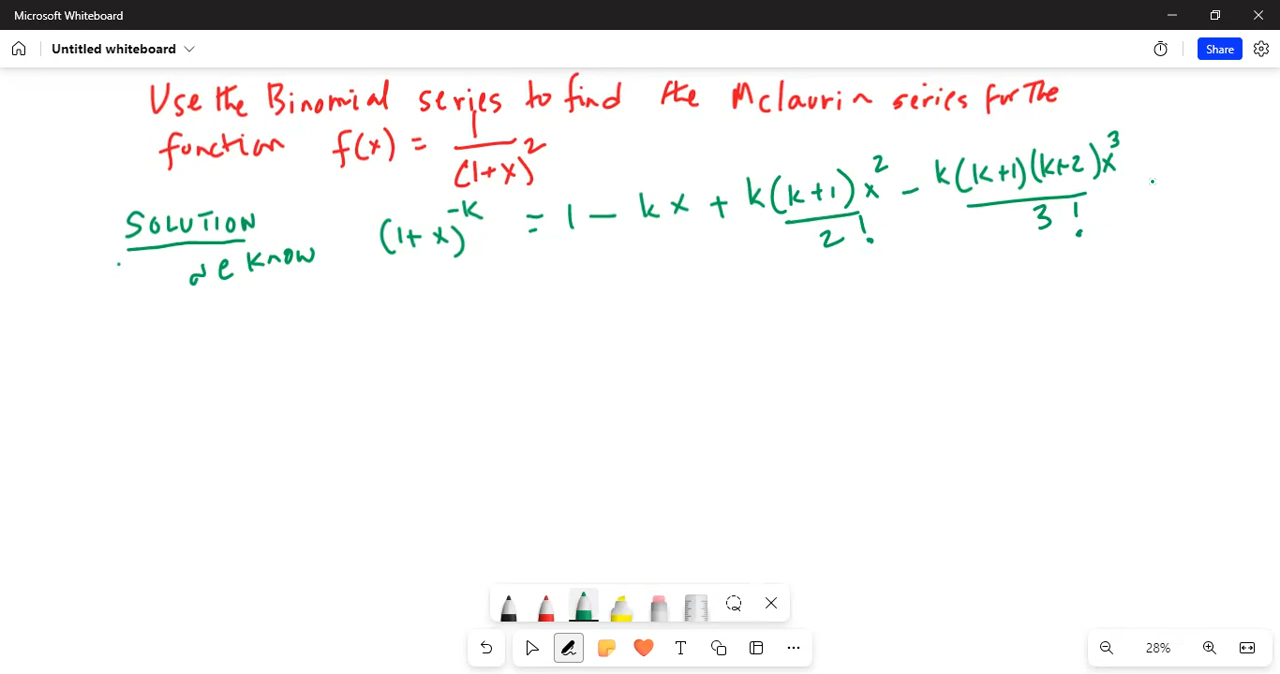 Microsoft Whiteboard
Untitled whiteboard
Share
Use the Binomial series to find the Mclaurin series for The
function f(x) = 1/(1+x)^2
SOLUTION
we know (1+x)^-k = 1 - kx + k(k+1)x^2/2! - k(k+1)(k+2)x^3/3!
28%